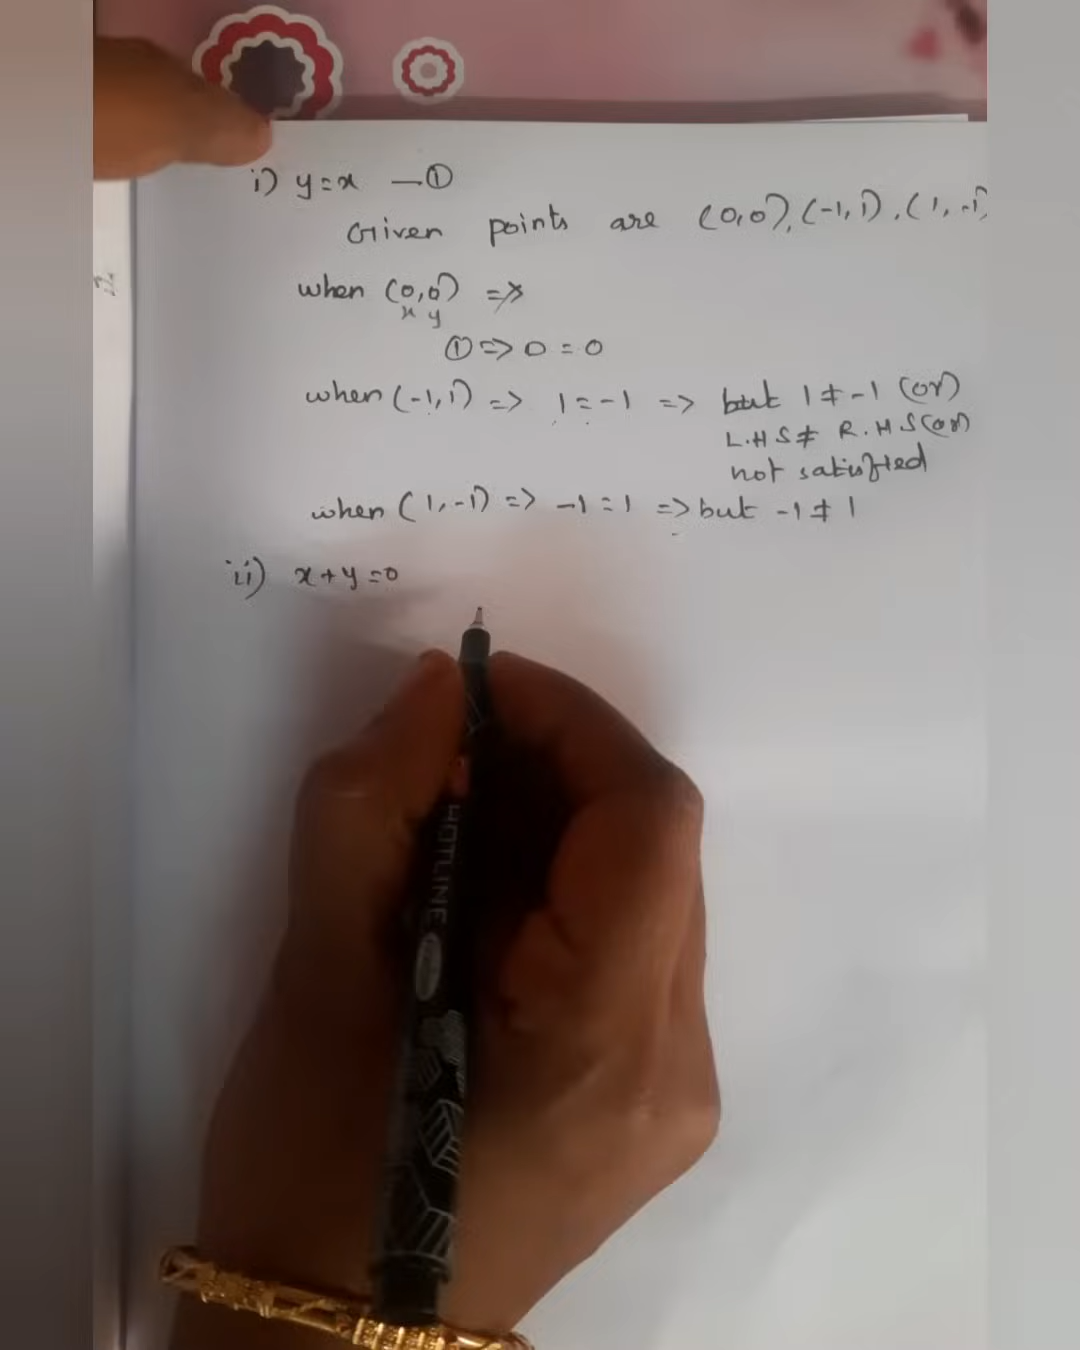 i) y=x —①
Given points are (0,0), (-1,1), (1,-1)
when (0,0) =>
x y
① => 0 = 0
when (-1,1) => 1 = -1 => but 1 ≠ -1 (or)
L.H.S ≠ R.H.S (or)
not satisfied
when (1,-1) => -1 = 1 => but -1 ≠ 1
ii) x+y=0
HOTLINE